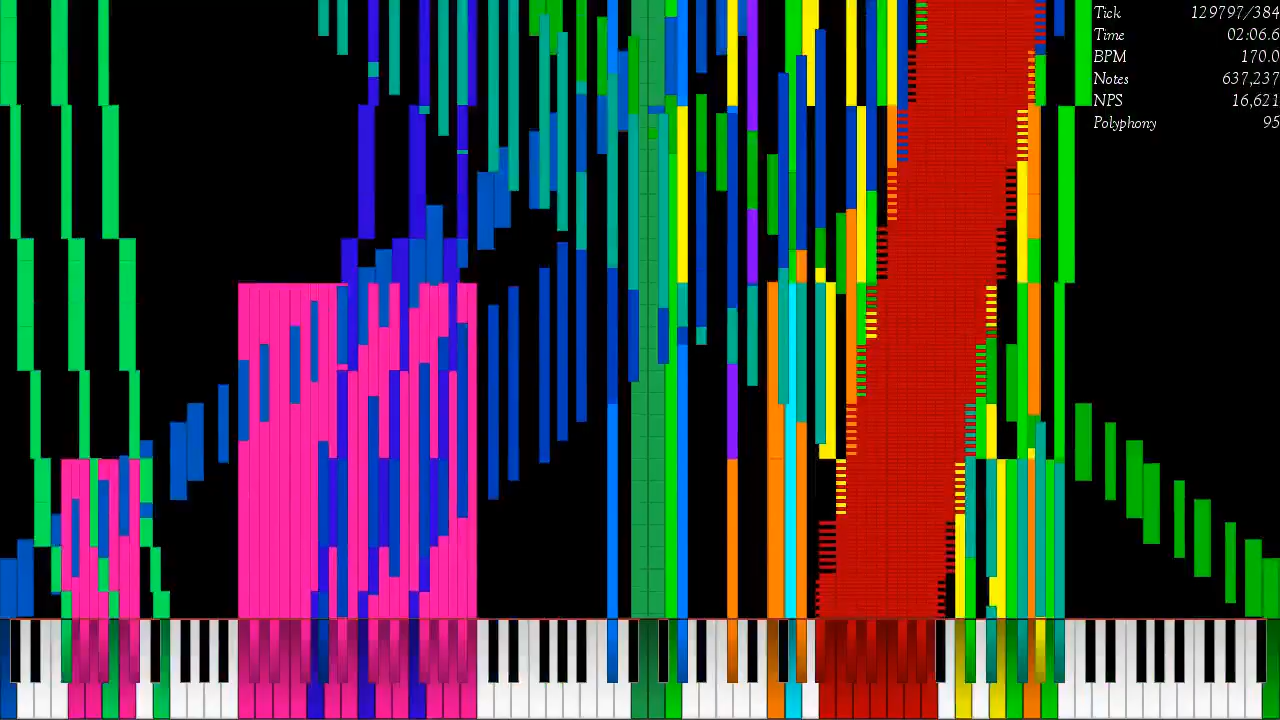 Tick 129797/384
Time 02:06.6
BPM 170.0
Notes 637,237
NPS 16,621
Polyphony 95